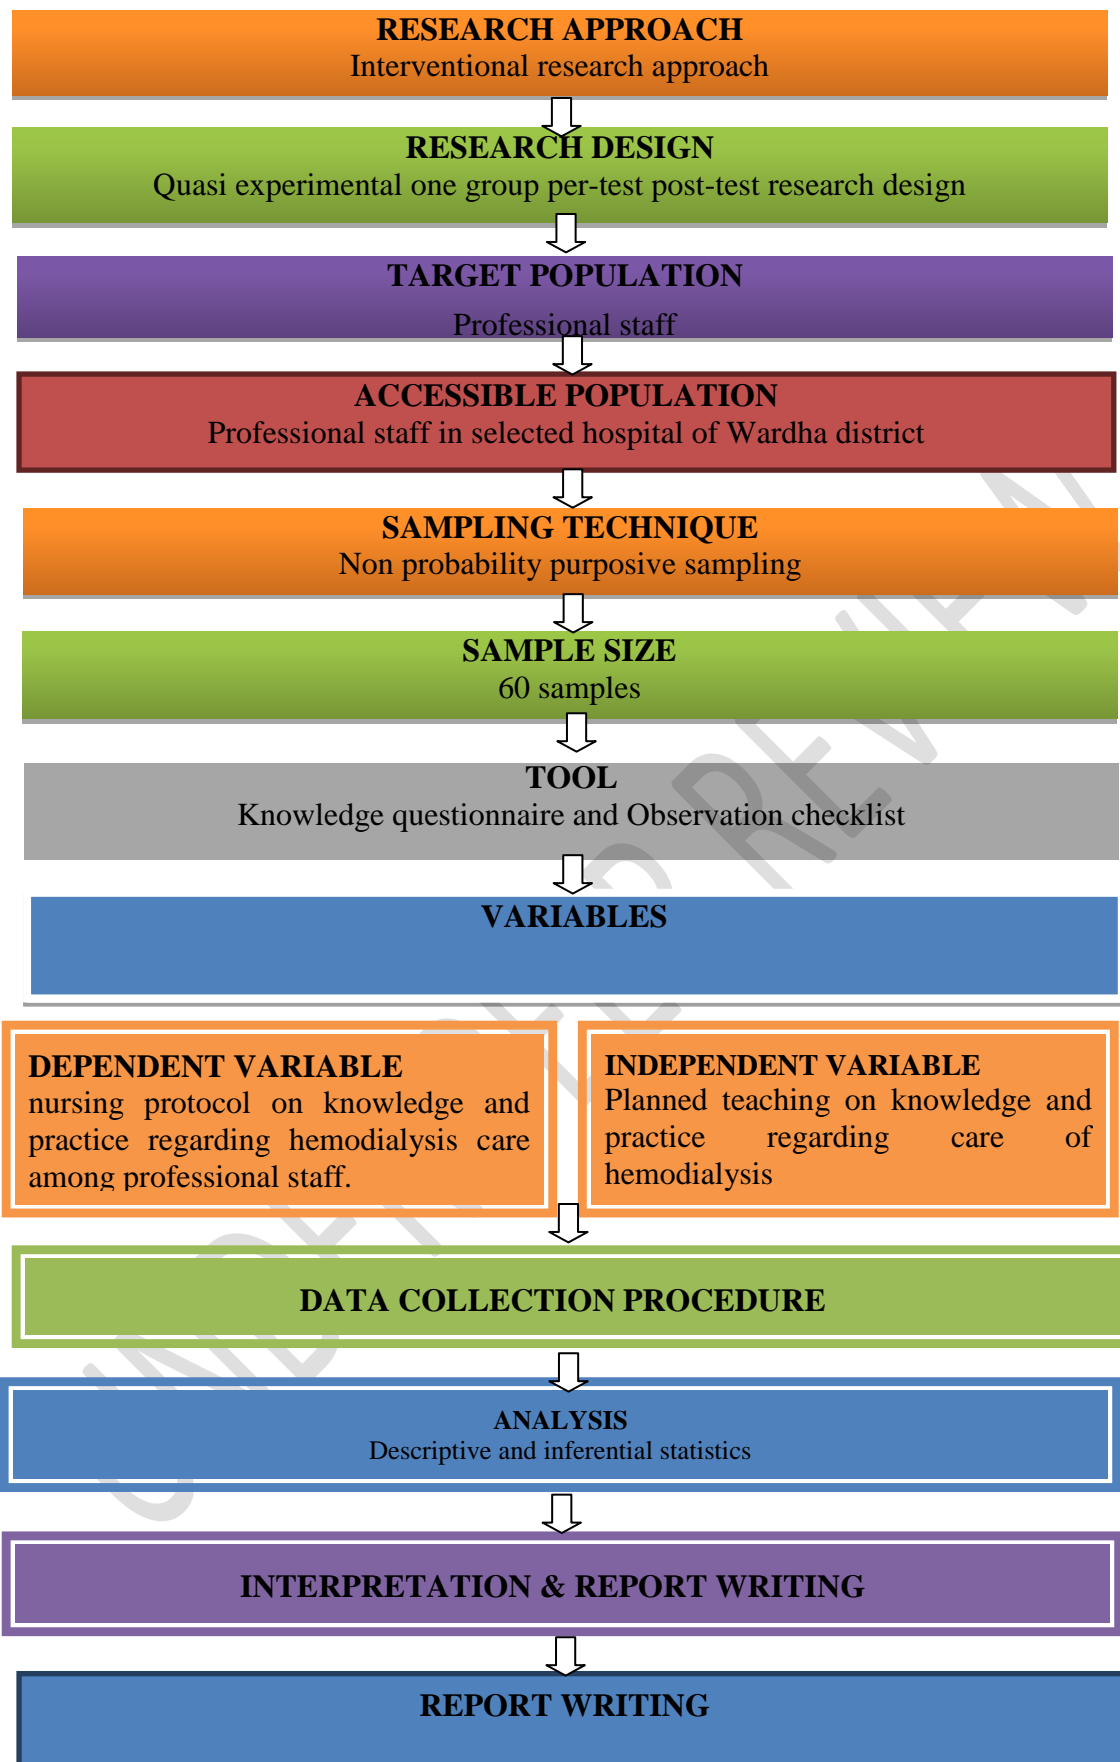 RESEARCH APPROACH
Interventional research approach
RESEARCH DESIGN
Quasi experimental one group per-test post-test research design
TARGET POPULATION
Professional staff
ACCESSIBLE POPULATION
Professional staff in selected hospital of Wardha district
SAMPLING TECHNIQUE
Non probability purposive sampling
SAMPLE SIZE
60 samples
TOOL
Knowledge questionnaire and Observation checklist
VARIABLES
DEPENDENT VARIABLE
nursing protocol on knowledge and
practice regarding hemodialysis care
among professional staff.
INDEPENDENT VARIABLE
Planned teaching on knowledge and
practice regarding care of
hemodialysis
DATA COLLECTION PROCEDURE
ANALYSIS
Descriptive and inferential statistics
INTERPRETATION & REPORT WRITING
REPORT WRITING
UNDER PEER REVIEW